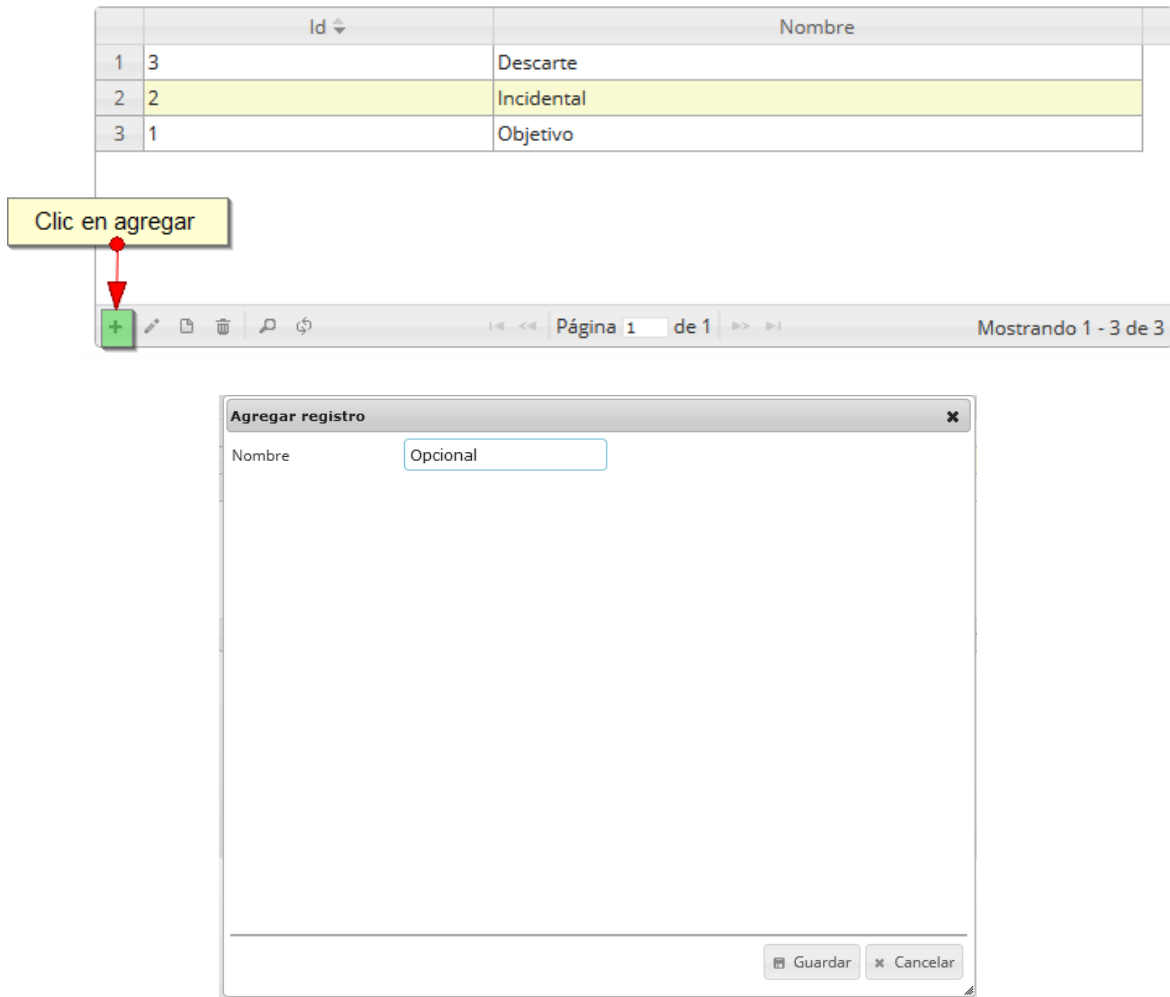 Id Nombre
1 3 Descarte
2 2 Incidental
3 1 Objetivo
Clic en agregar
Página 1 de 1 Mostrando 1 - 3 de 3
Agregar registro
Nombre Opcional
Guardar Cancelar